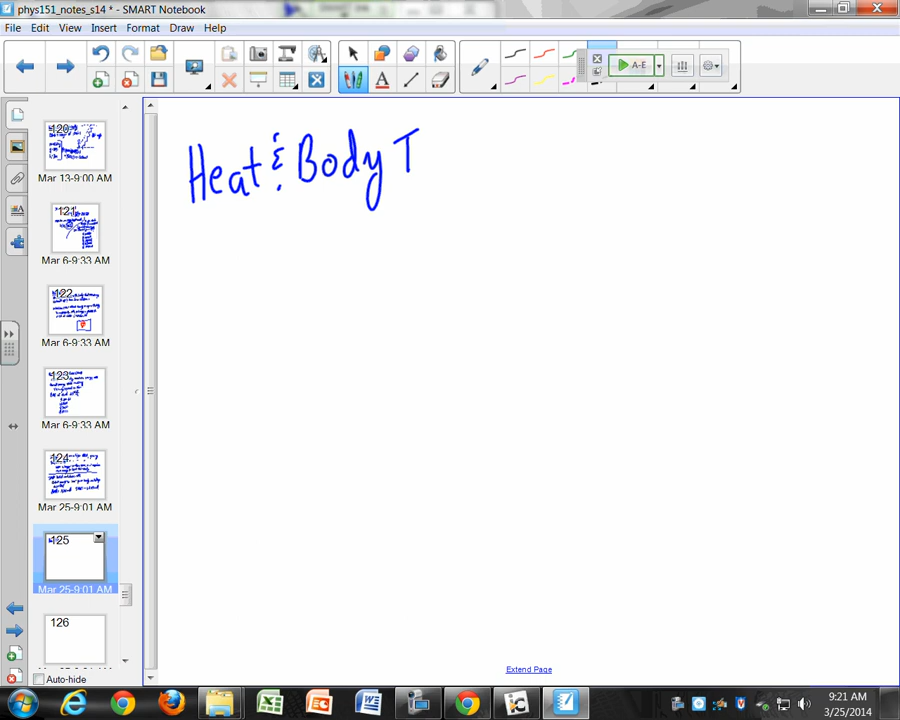 phys151_notes_s14 * - SMART Notebook
File Edit View Insert Format Draw Help
A-E
Heat & Body T
120
Mar 13-9:00 AM
121
Mar 6-9:33 AM
122
Mar 6-9:33 AM
123
Mar 6-9:33 AM
124
Mar 25-9:01 AM
125
Mar 25-9:01 AM
126
Auto-hide
Extend Page
9:21 AM
3/25/2014